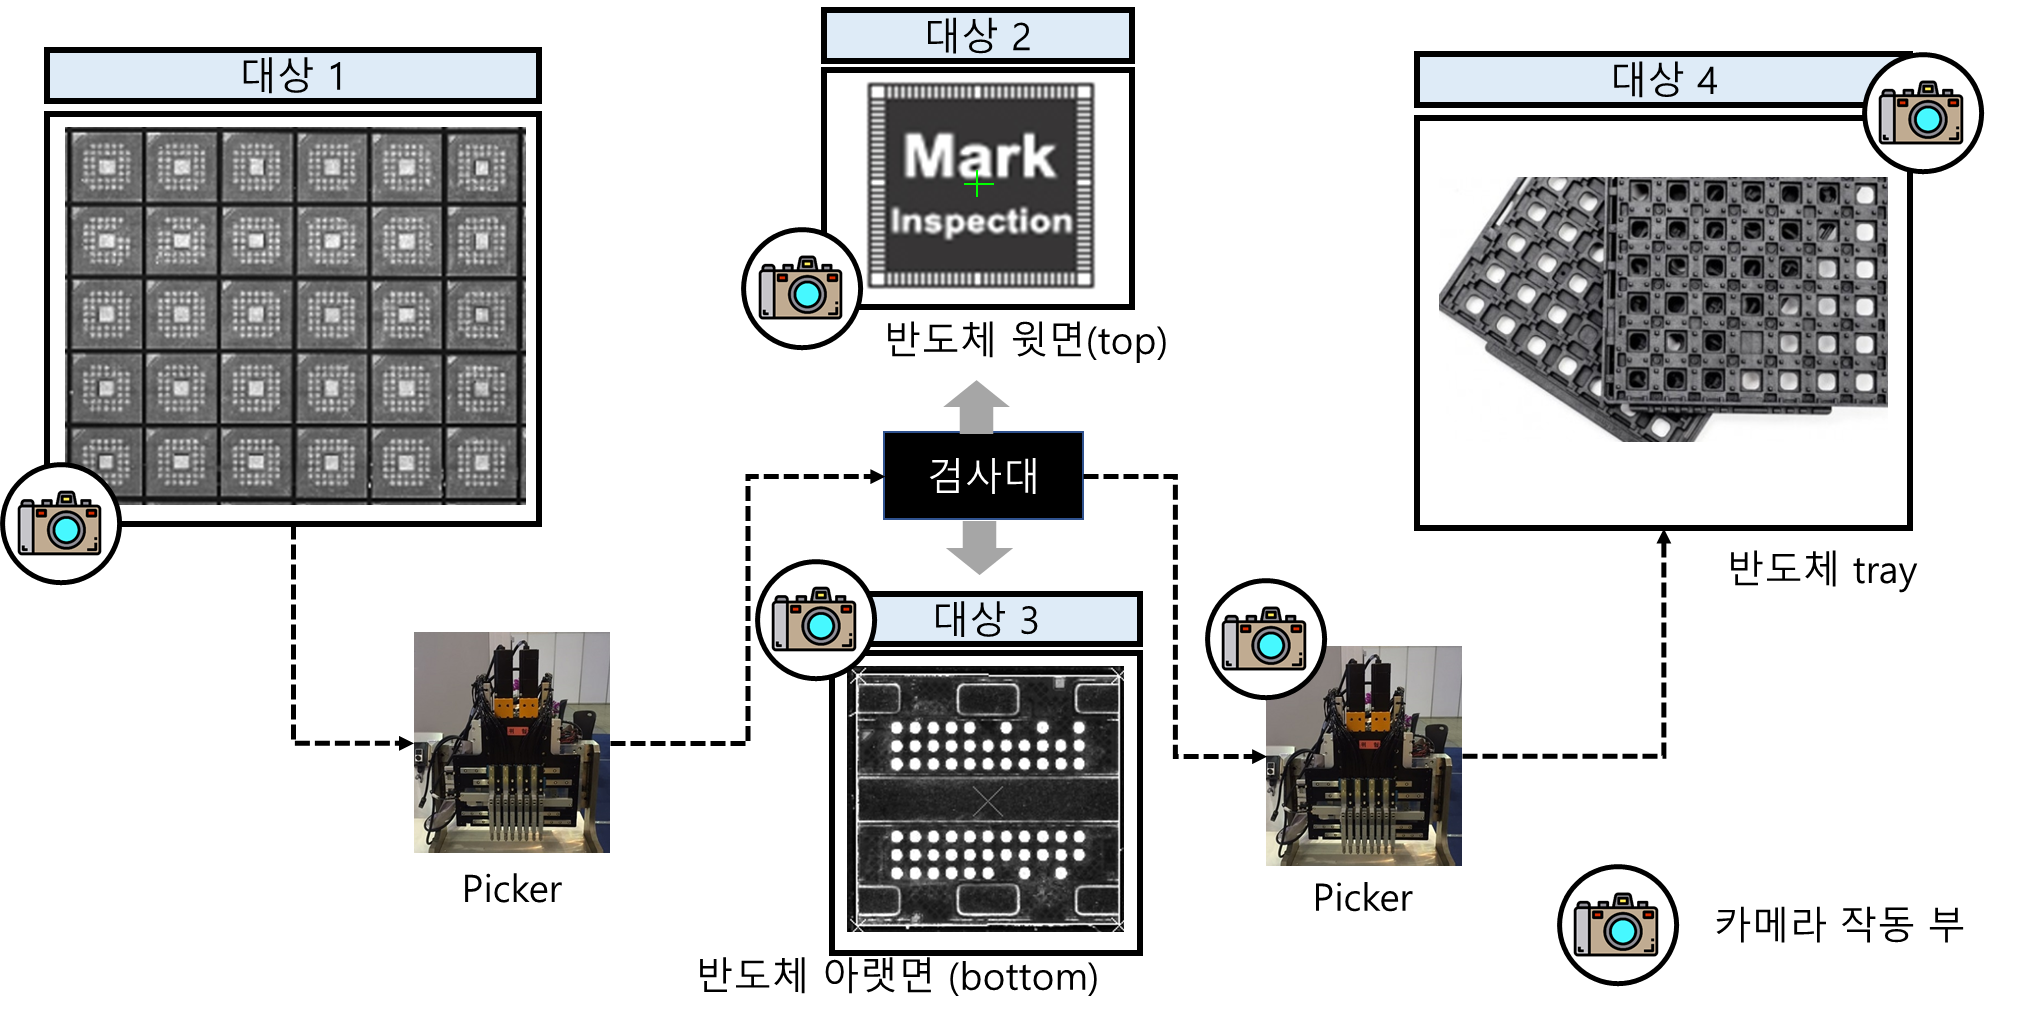 대상 1
대상 2
Mark
Inspection
반도체 윗면(top)
검사대
대상 3
반도체 아랫면 (bottom)
Picker
Picker
대상 4
반도체 tray
카메라 작동 부